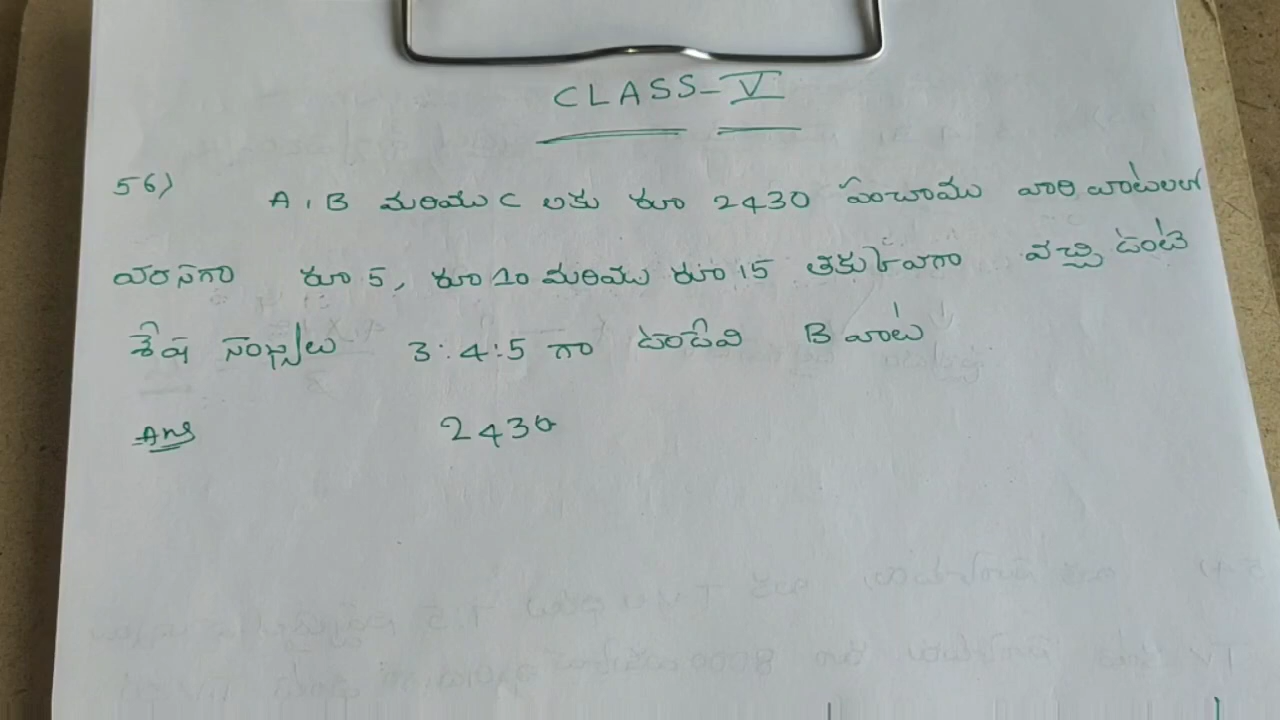 CLASS-V
56) A, B మరియు C లకు రూ 2430 పంచాము వారి వాటాలలో
వరసగా రూ 5, రూ 10 మరియు రూ 15 తక్కువగా వచ్చి ఉంటే
శేష సంఖ్యలు 3:4:5 గా ఉండేవి B వాటా
Ans 2430